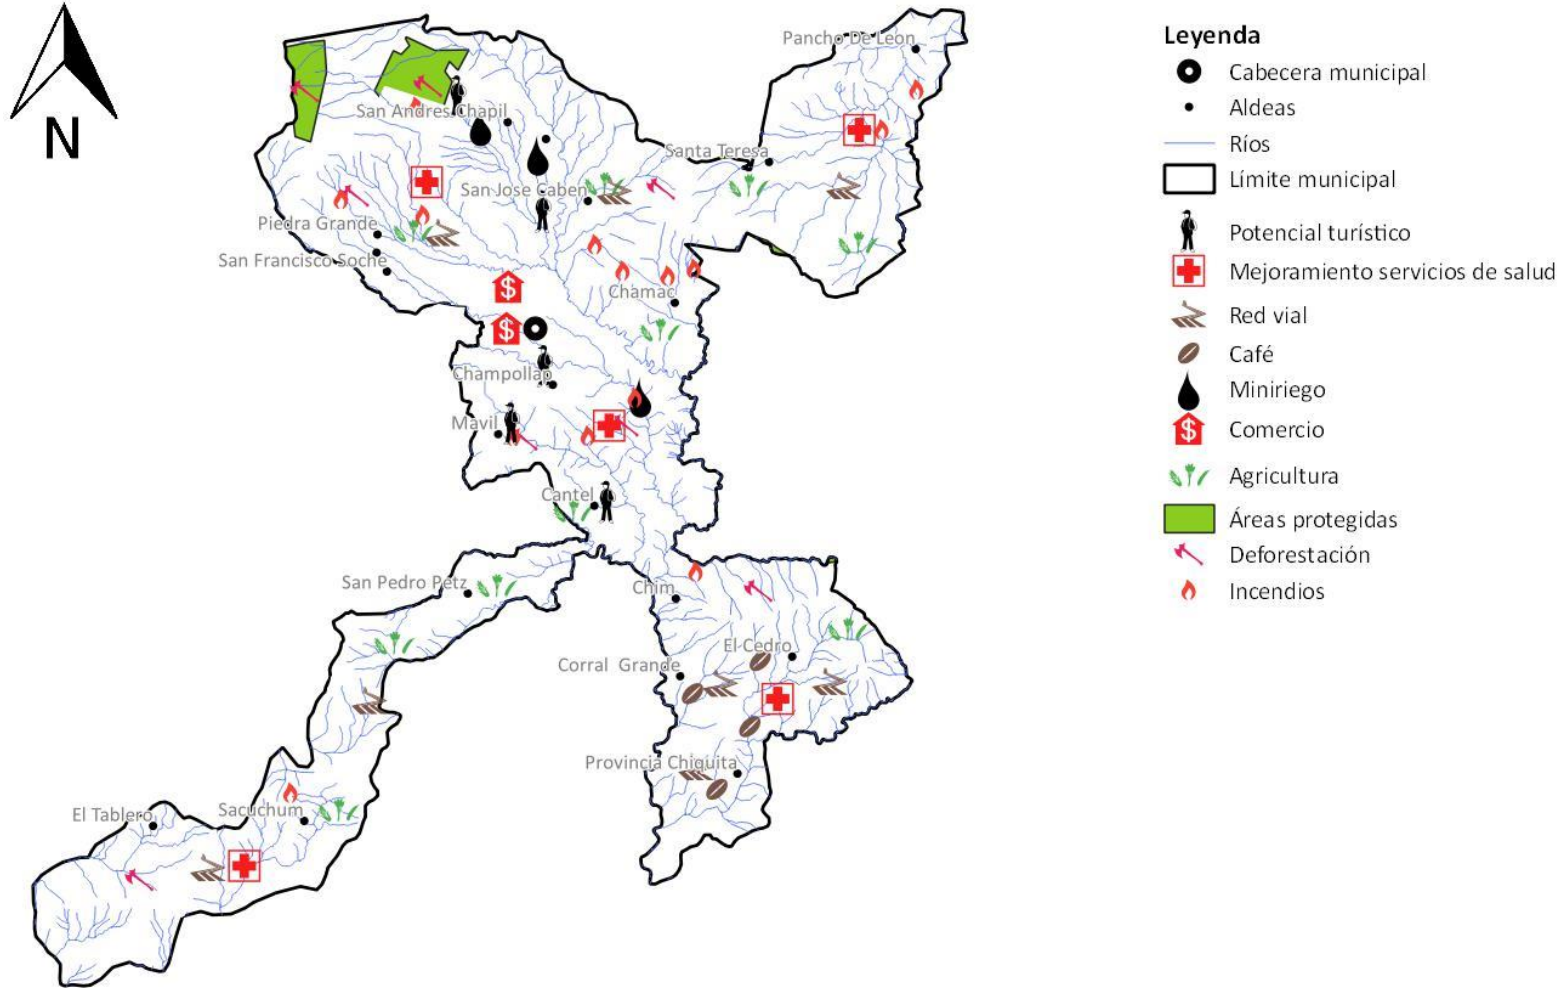 N
Pancho De Leon
San Andres Chapil
Santa Teresa
San Jose Caben
Piedra Grande
San Francisco Soche
Chamac
Champollap
Mavil
Cantel
San Pedro Petz
Chim
El Cedro
Corral Grande
Provincia Chiquita
El Tablero
Sacuchum
Leyenda
Cabecera municipal
Aldeas
Ríos
Límite municipal
Potencial turístico
Mejoramiento servicios de salud
Red vial
Café
Miniriego
Comercio
Agricultura
Áreas protegidas
Deforestación
Incendios